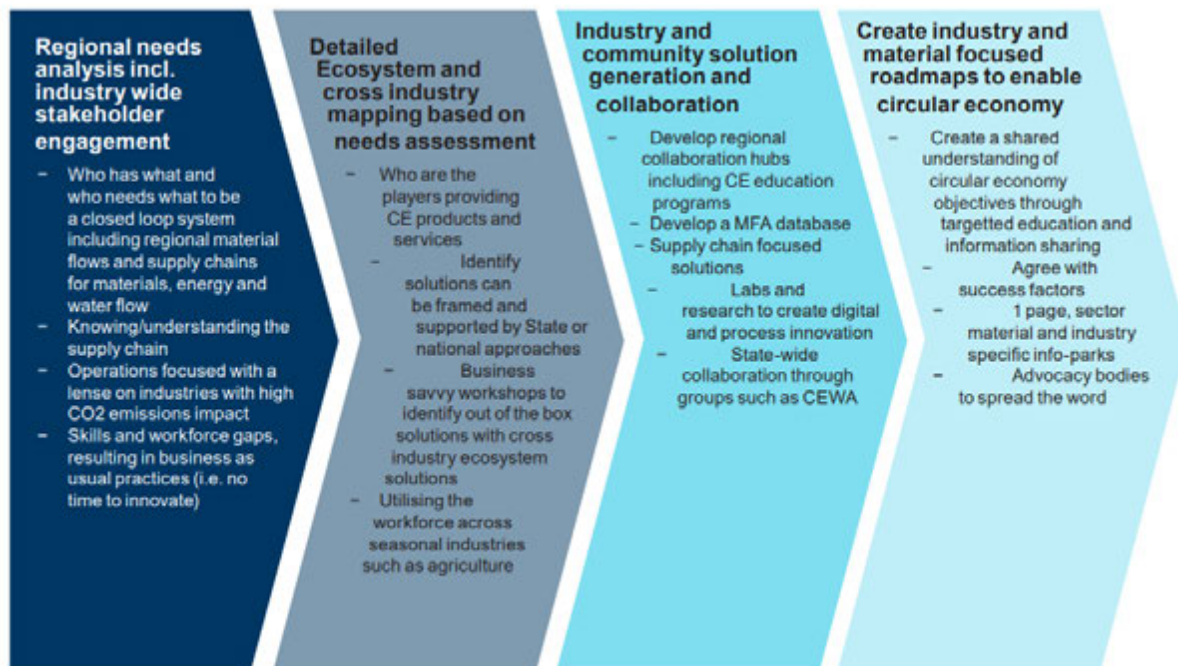 Regional needs
analysis incl.
industry wide
stakeholder
engagement
– Who has what and
who needs what to be
a closed loop system
including regional material
flows and supply chains
for materials, energy and
water flow
– Knowing/understanding the
supply chain
– Operations focused with a
lense on industries with high
CO2 emissions impact
– Skills and workforce gaps,
resulting in business as
usual practices (i.e. no
time to innovate)
Detailed
Ecosystem and
cross industry
mapping based on
needs assessment
– Who are the
players providing
CE products and
services
– Identify
solutions can
be framed and
supported by State or
national approaches
– Business
savvy workshops to
identify out of the box
solutions with cross
industry ecosystem
solutions
– Utilising the
workforce across
seasonal industries
such as agriculture
Industry and
community solution
generation and
collaboration
– Develop regional
collaboration hubs
including CE education
programs
– Develop a MFA database
– Supply chain focused
solutions
– Labs and
research to create digital
and process innovation
– State-wide
collaboration through
groups such as CEWA
Create industry and
material focused
roadmaps to enable
circular economy
– Create a shared
understanding of
circular economy
objectives through
targetted education and
information sharing
– Agree with
success factors
– 1 page, sector
material and industry
specific info-parks
– Advocacy bodies
to spread the word